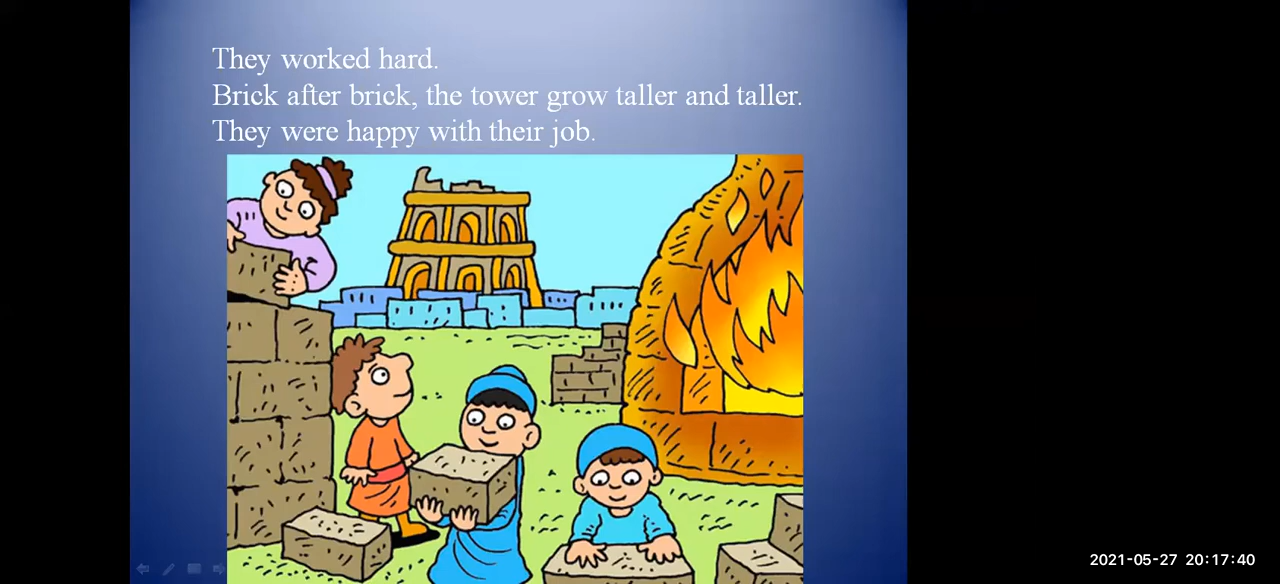 They worked hard.
Brick after brick, the tower grow taller and taller.
They were happy with their job.
2021-05-27 20:17:40